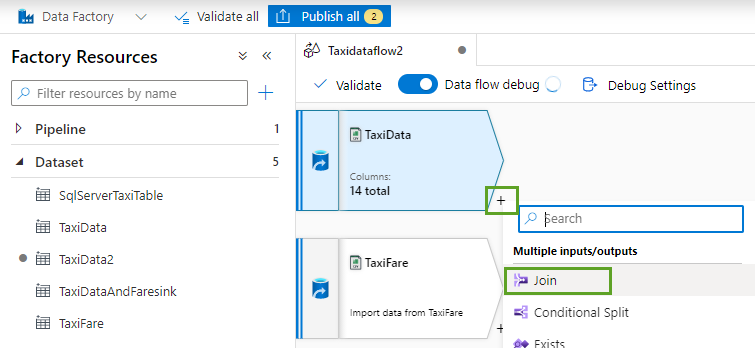 Data Factory
Validate all
Publish all 2
Factory Resources
Filter resources by name
Pipeline 1
Dataset 5
SqlServerTaxiTable
TaxiData
TaxiData2
TaxiDataAndFaresink
TaxiFare
Taxidataflow2
Validate
Data flow debug
Debug Settings
TaxiData
Columns:
14 total
+
Search
Multiple inputs/outputs
Join
Conditional Split
Exists
TaxiFare
Import data from TaxiFare
+